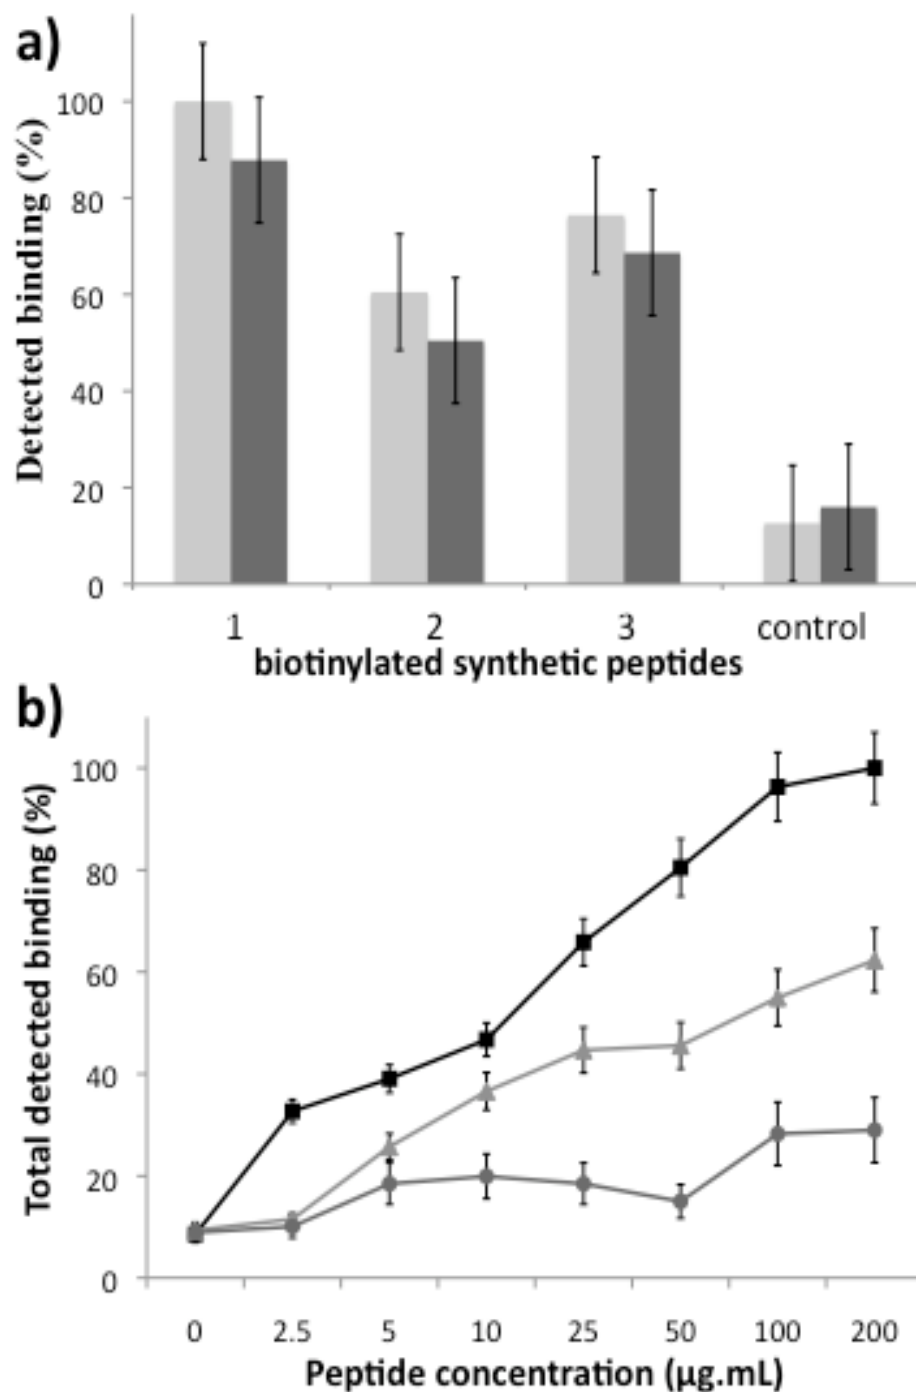 a)
Detected binding (%)
100
80
60
40
20
0
1 2 3 control
biotinylated synthetic peptides
b)
Total detected binding (%)
100
80
60
40
20
0
0 2.5 5 10 25 50 100 200
Peptide concentration (µg.mL)